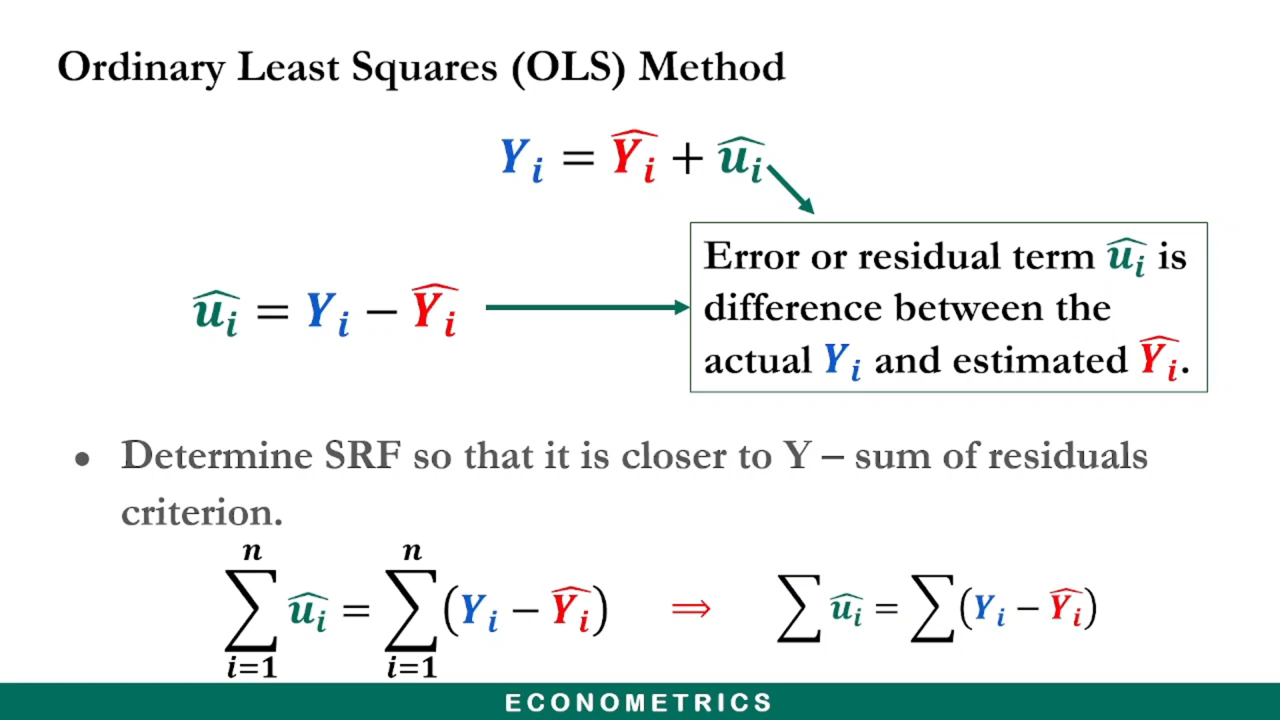 Ordinary Least Squares (OLS) Method
Yᵢ = Ŷᵢ + ûᵢ
ûᵢ = Yᵢ − Ŷᵢ
Error or residual term ûᵢ is
difference between the
actual Yᵢ and estimated Ŷᵢ.
• Determine SRF so that it is closer to Y – sum of residuals
criterion.
∑ⁿᵢ₌₁ ûᵢ = ∑ⁿᵢ₌₁ (Yᵢ − Ŷᵢ) ⟹ ∑ ûᵢ = ∑(Yᵢ − Ŷᵢ)
ECONOMETRICS